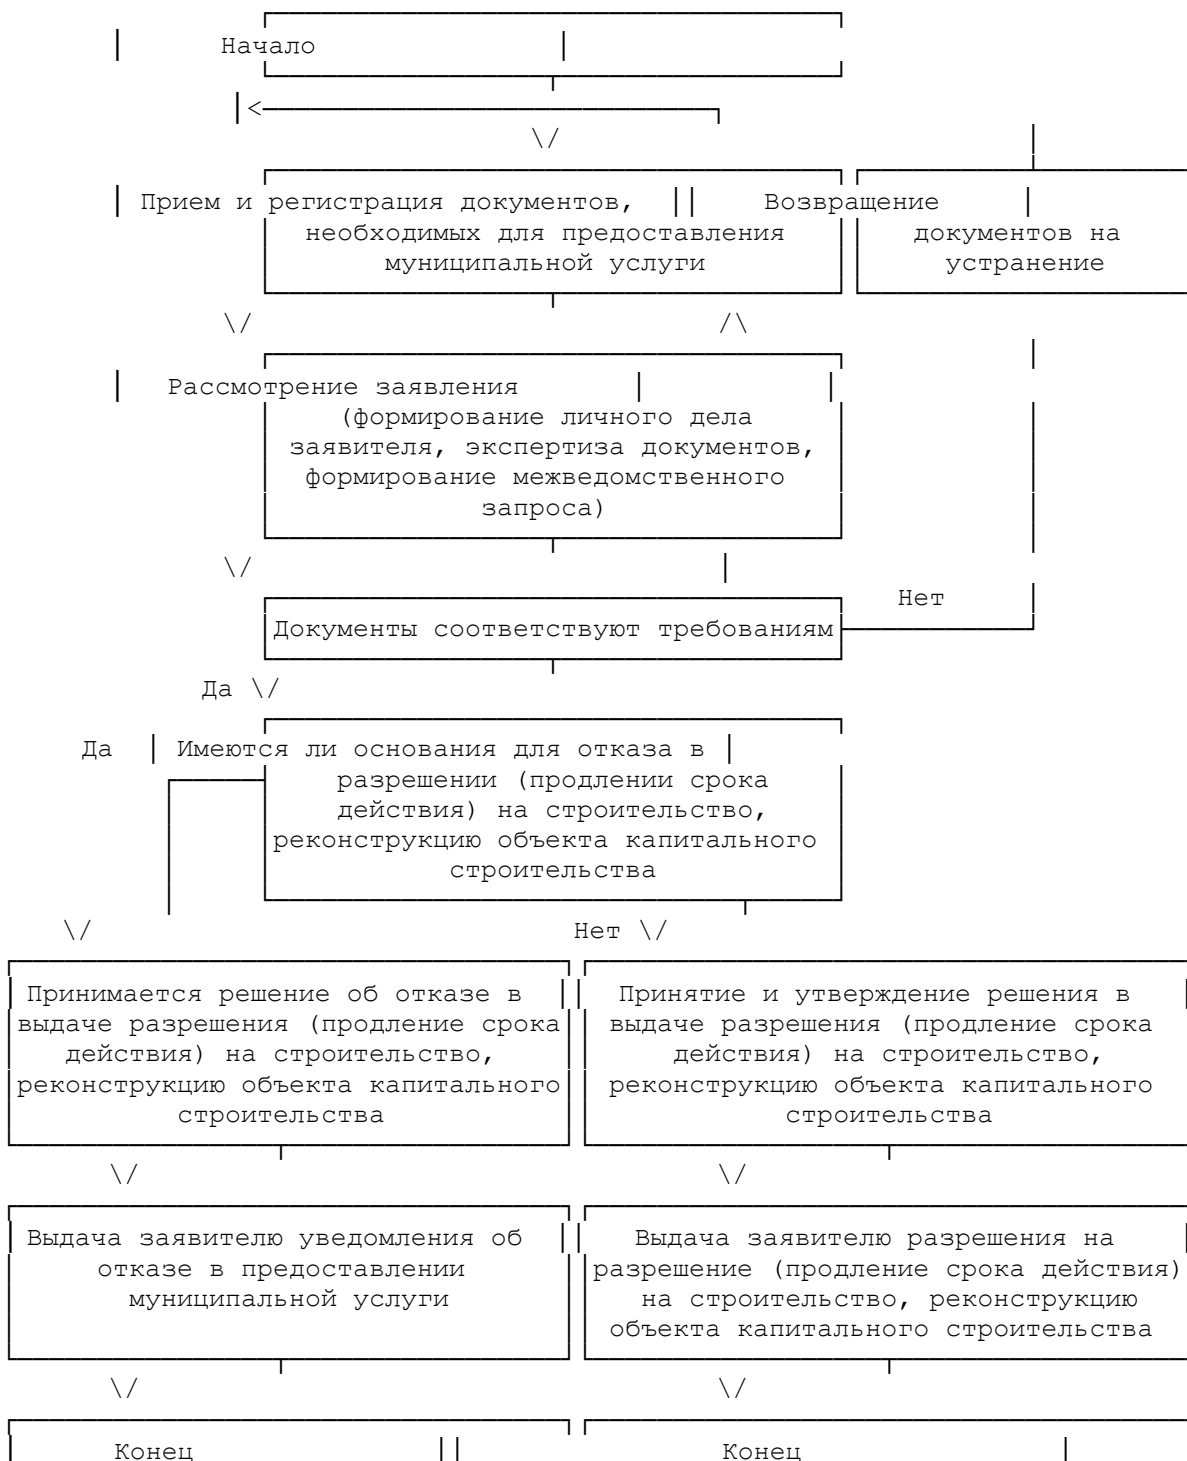 Начало
Прием и регистрация документов,
необходимых для предоставления
муниципальной услуги
Возвращение
документов на
устранение
Рассмотрение заявления
(формирование личного дела
заявителя, экспертиза документов,
формирование межведомственного
запроса)
Нет
Документы соответствуют требованиям
Да
Да
Имеются ли основания для отказа в
разрешении (продлении срока
действия) на строительство,
реконструкцию объекта капитального
строительства
Нет
Принимается решение об отказе в
выдаче разрешения (продление срока
действия) на строительство,
реконструкцию объекта капитального
строительства
Принятие и утверждение решения в
выдаче разрешения (продление срока
действия) на строительство,
реконструкцию объекта капитального
строительства
Выдача заявителю уведомления об
отказе в предоставлении
муниципальной услуги
Выдача заявителю разрешения на
разрешение (продление срока действия)
на строительство, реконструкцию
объекта капитального строительства
Конец
Конец